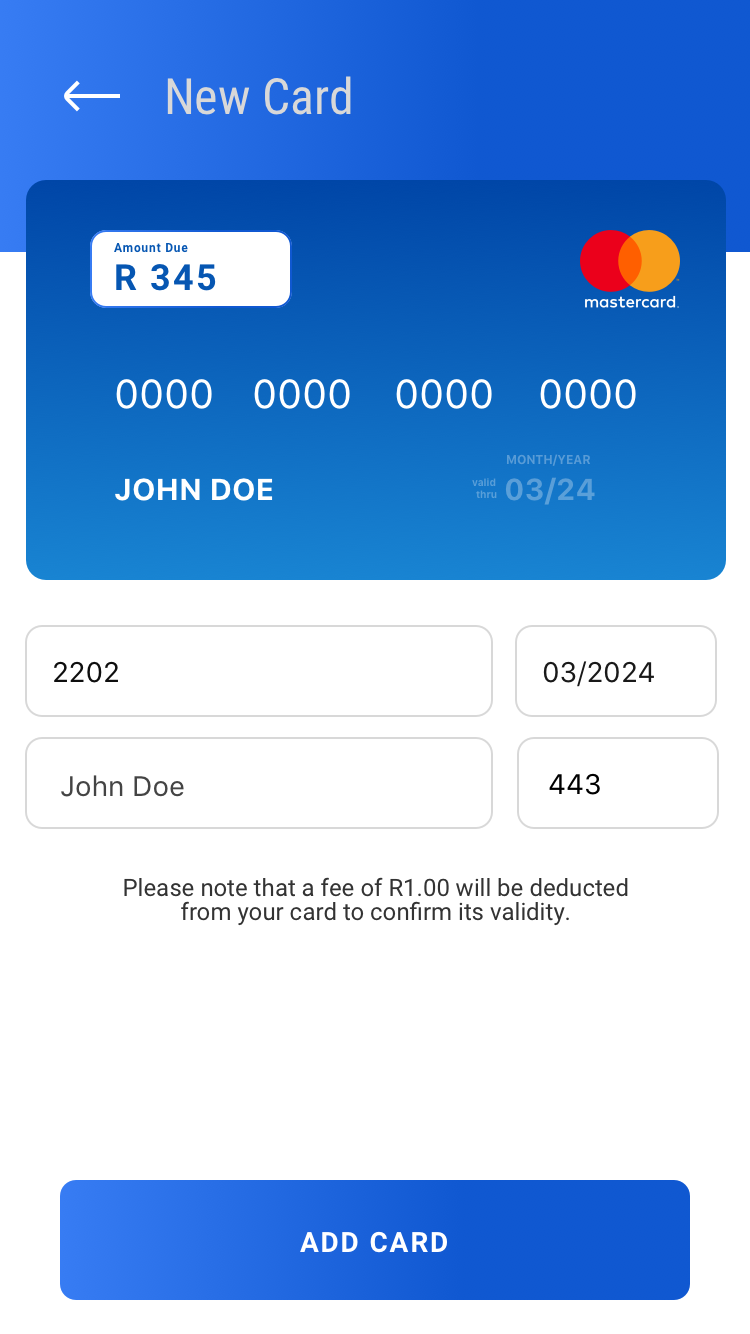 New Card
Amount Due
R 345
mastercard.
0000 0000 0000 0000
MONTH/YEAR
JOHN DOE
valid
thru
03/24
2202
03/2024
John Doe
443
Please note that a fee of R1.00 will be deducted
from your card to confirm its validity.
ADD CARD